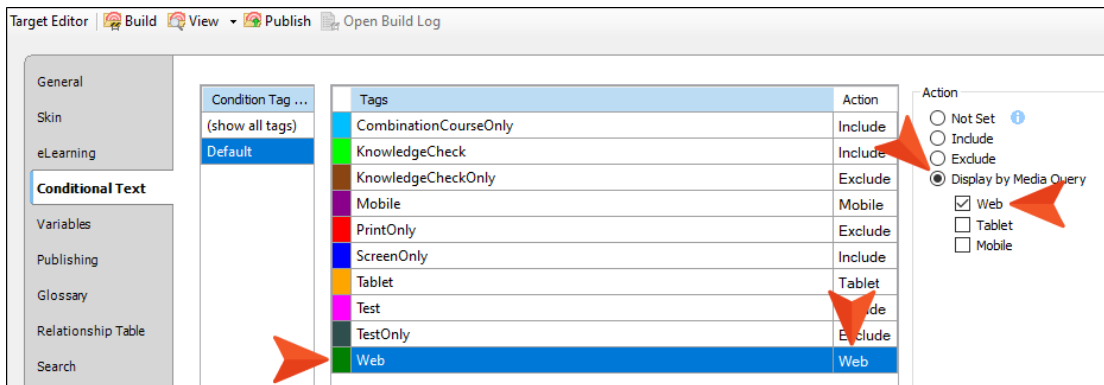 Target Editor Build View Publish Open Build Log
General
Skin
eLearning
Conditional Text
Variables
Publishing
Glossary
Relationship Table
Search
Condition Tag ...
(show all tags)
Default
Tags Action
CombinationCourseOnly Include
KnowledgeCheck Include
KnowledgeCheckOnly Exclude
Mobile Mobile
PrintOnly Exclude
ScreenOnly Include
Tablet Tablet
Test
TestOnly Exclude
Web Web
Action
Not Set
Include
Exclude
Display by Media Query
Web
Tablet
Mobile